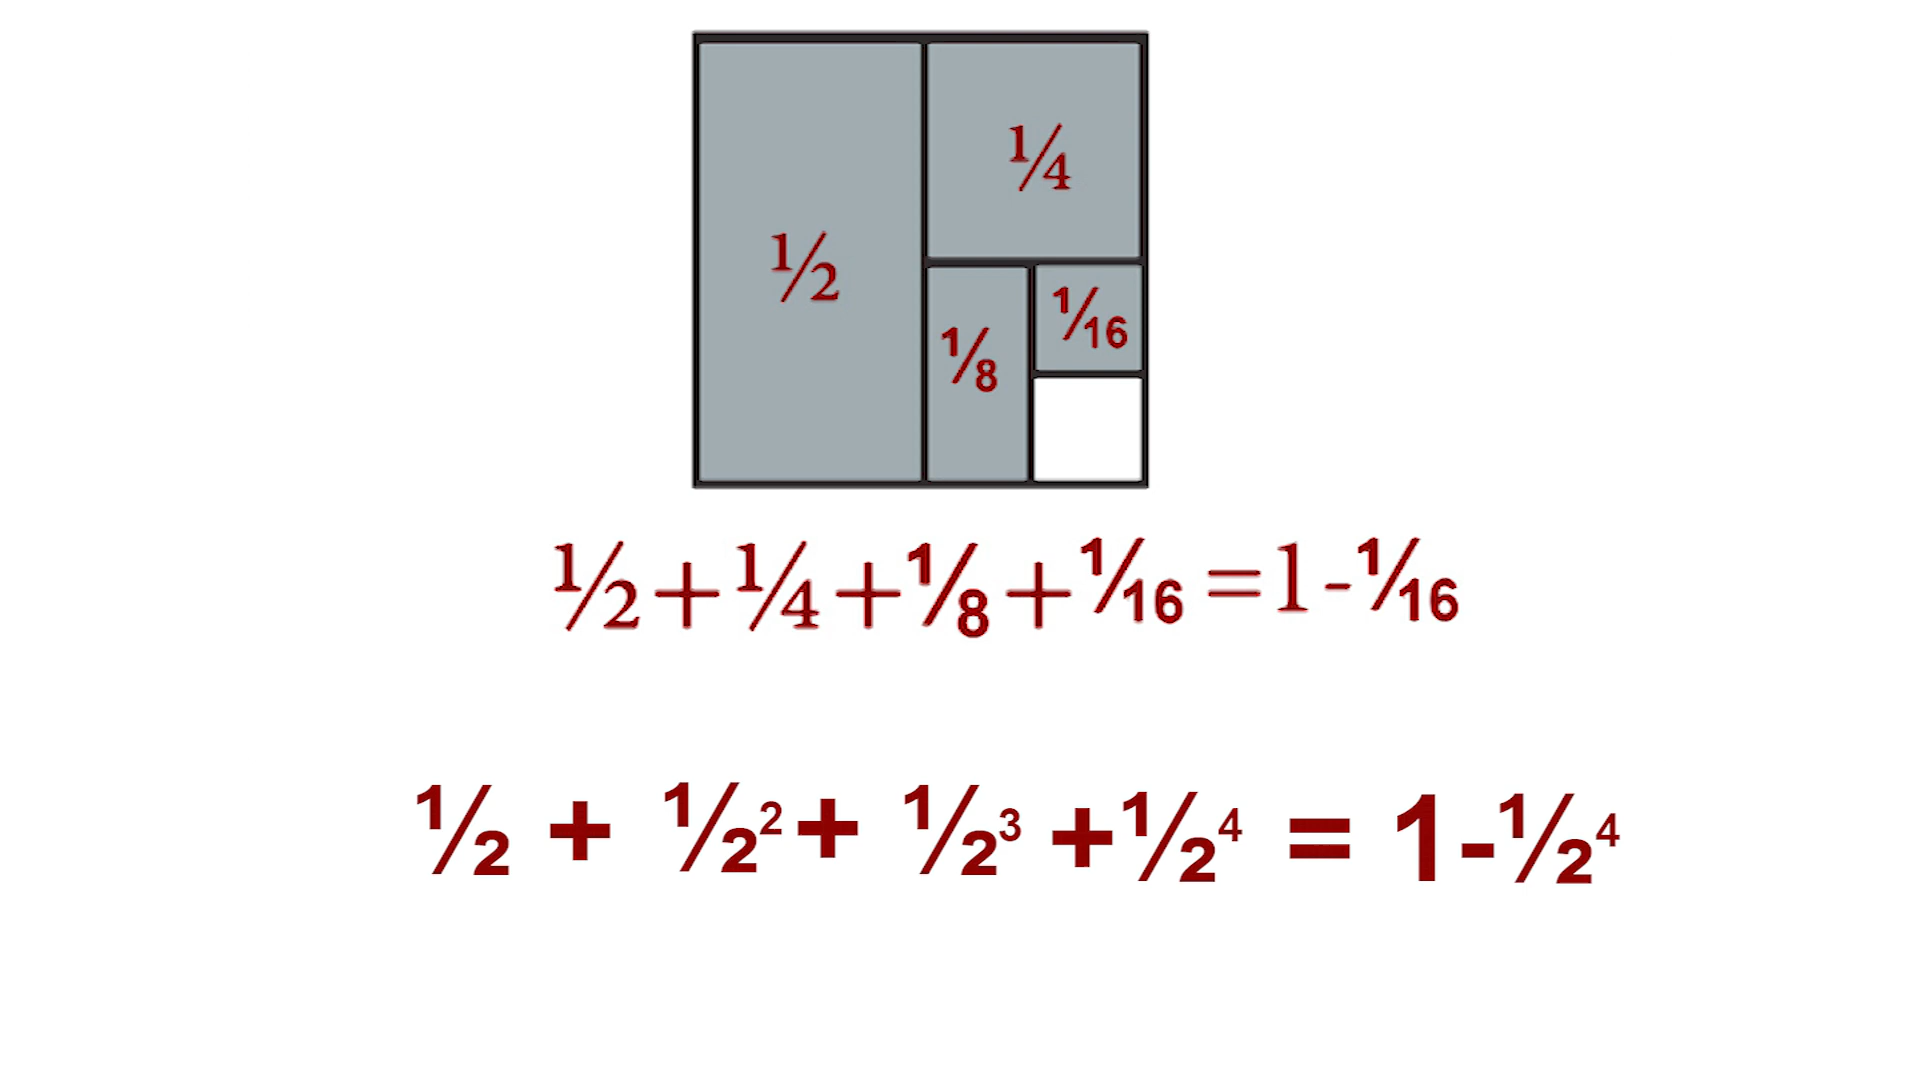 ½ ¼
⅛ 1⁄16
½+¼+⅛+1⁄16=1-1⁄16
½ + ½² + ½³ +½⁴ = 1-½⁴